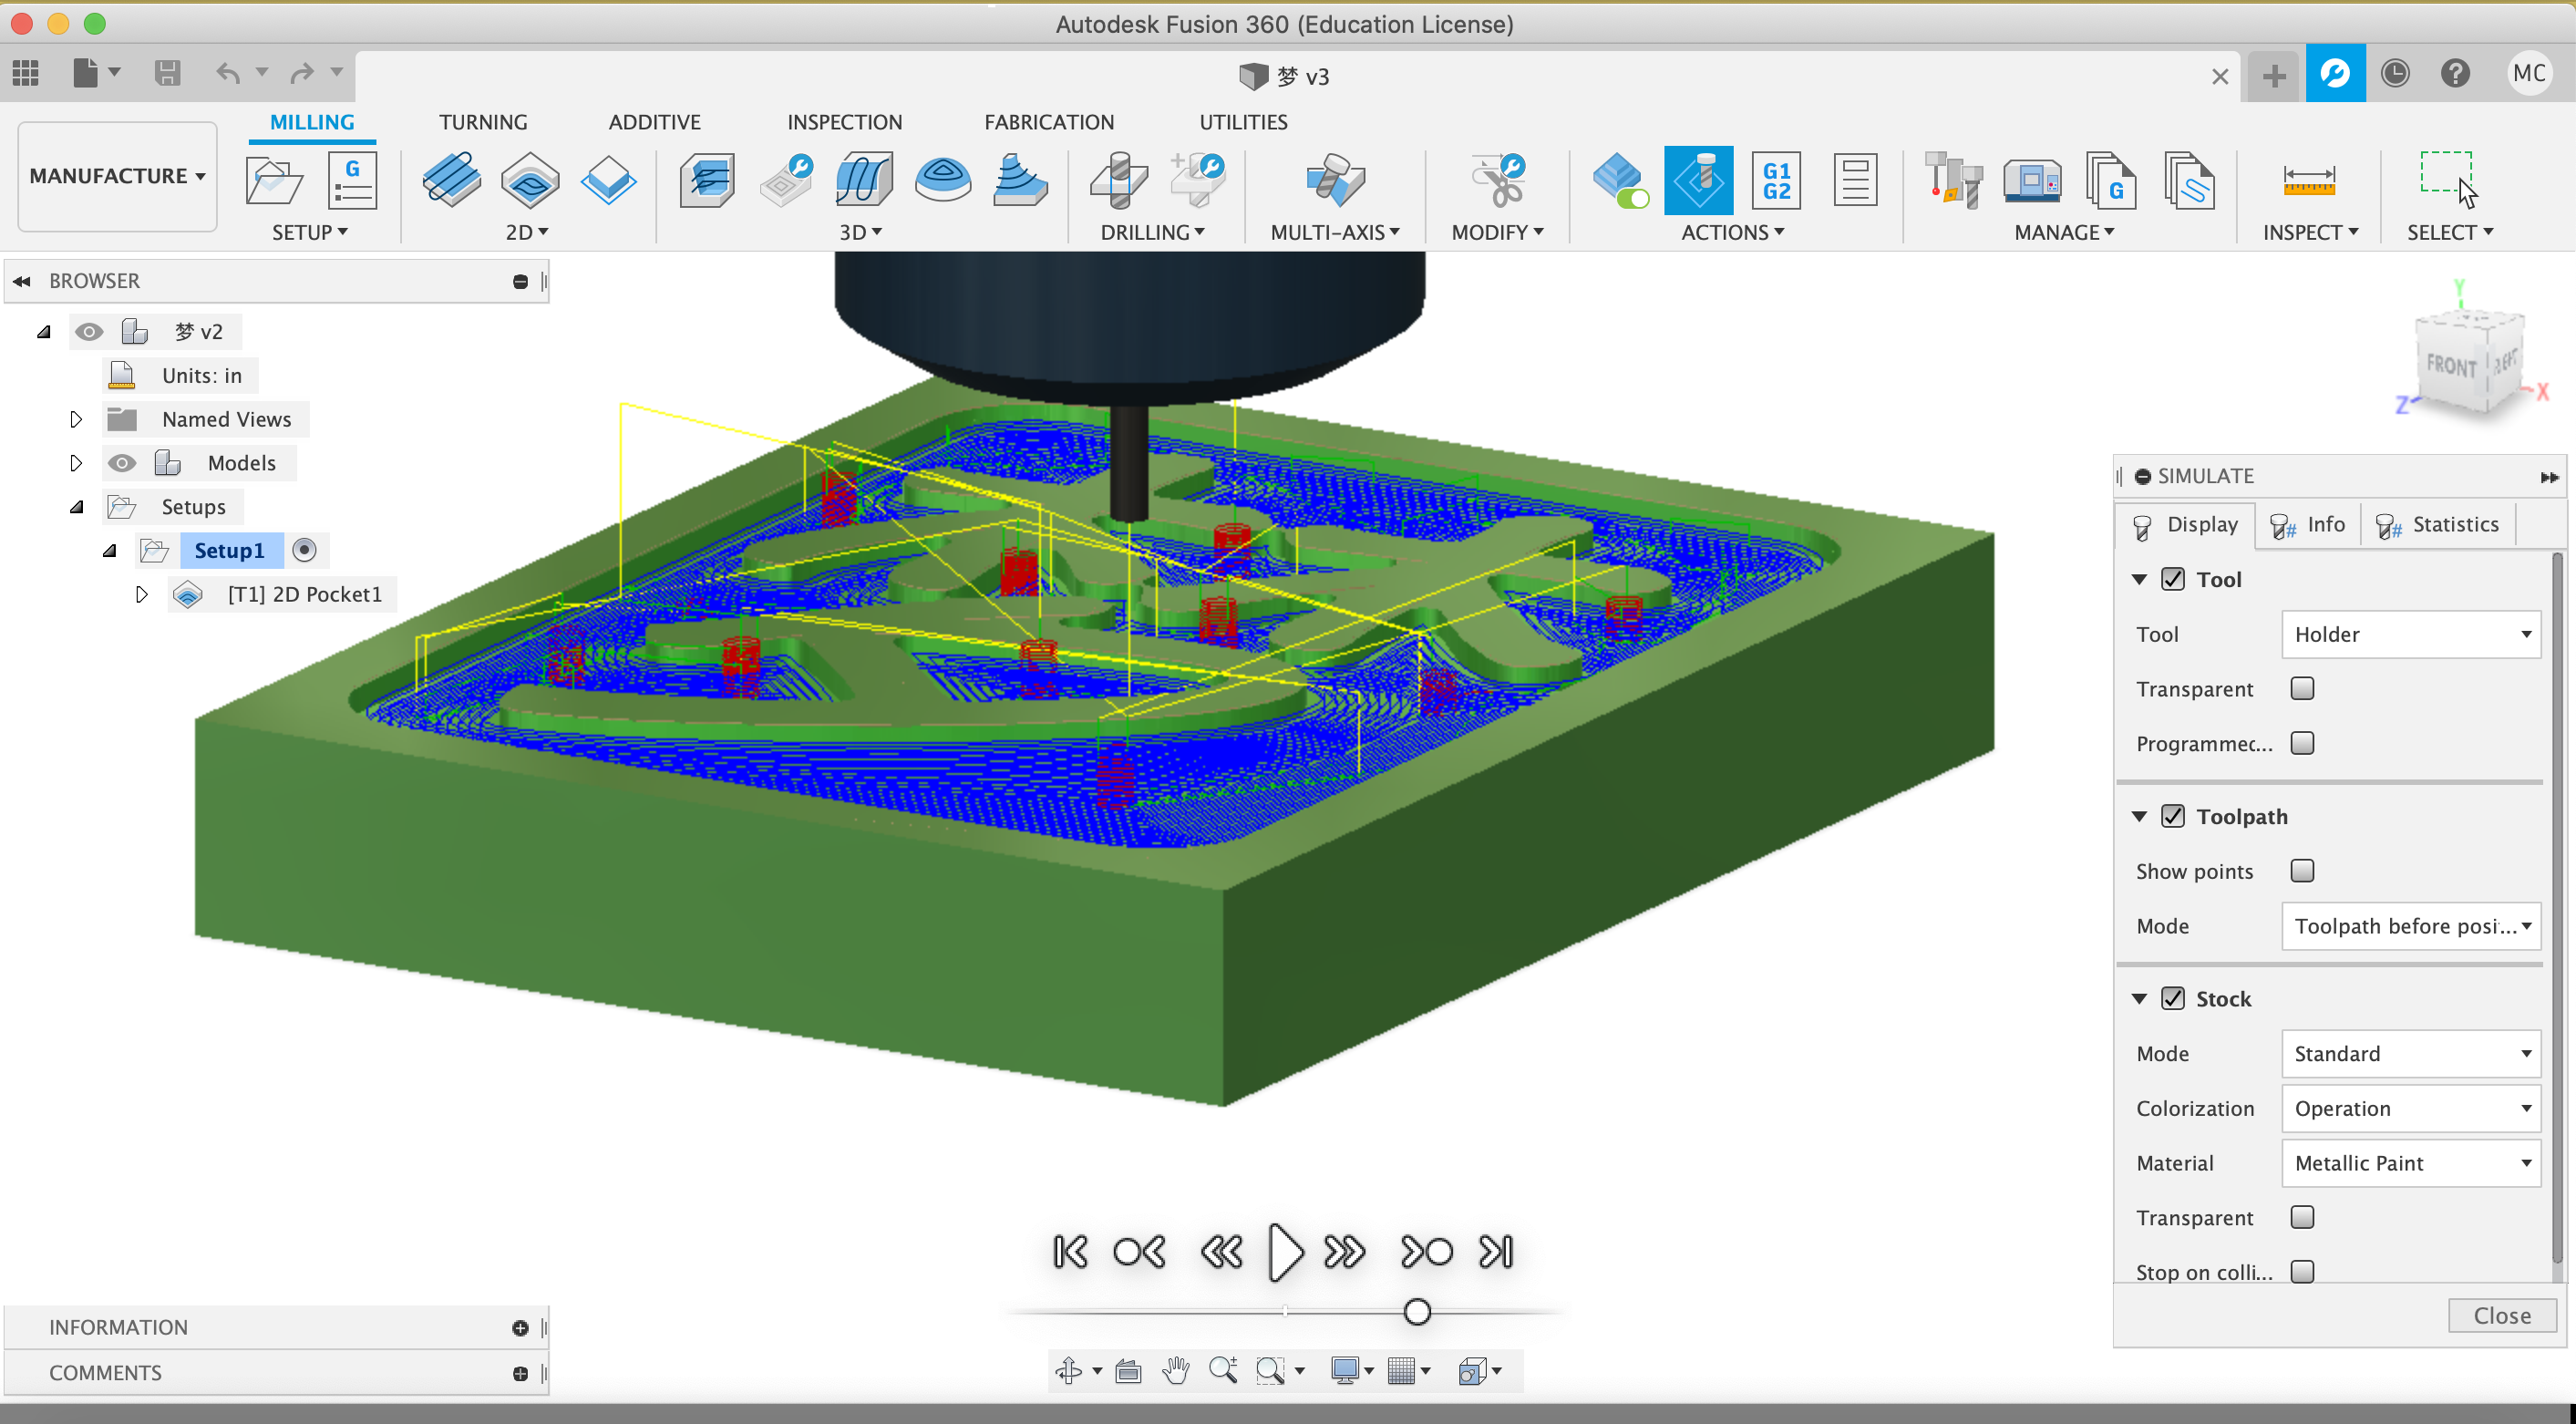 Autodesk Fusion 360 (Education License)
梦 v3
MC
MANUFACTURE
MILLING
TURNING
ADDITIVE
INSPECTION
FABRICATION
UTILITIES
G
G1
G2
G
SETUP
2D
3D
DRILLING
MULTI-AXIS
MODIFY
ACTIONS
MANAGE
INSPECT
SELECT
BROWSER
梦 v2
Units: in
Named Views
Models
Setups
Setup1
[T1] 2D Pocket1
Y
FRONT
RIGHT
Z
X
SIMULATE
Display
Info
Statistics
Tool
Tool
Holder
Transparent
Programmec...
Toolpath
Show points
Mode
Toolpath before posi...
Stock
Mode
Standard
Colorization
Operation
Material
Metallic Paint
Transparent
Stop on colli...
Close
INFORMATION
COMMENTS